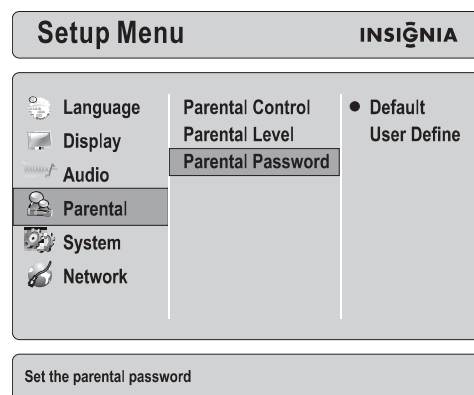 Setup Menu
INSIGNIA
Language
Display
Audio
Parental
System
Network
Parental Control
Parental Level
Parental Password
Default
User Define
Set the parental password